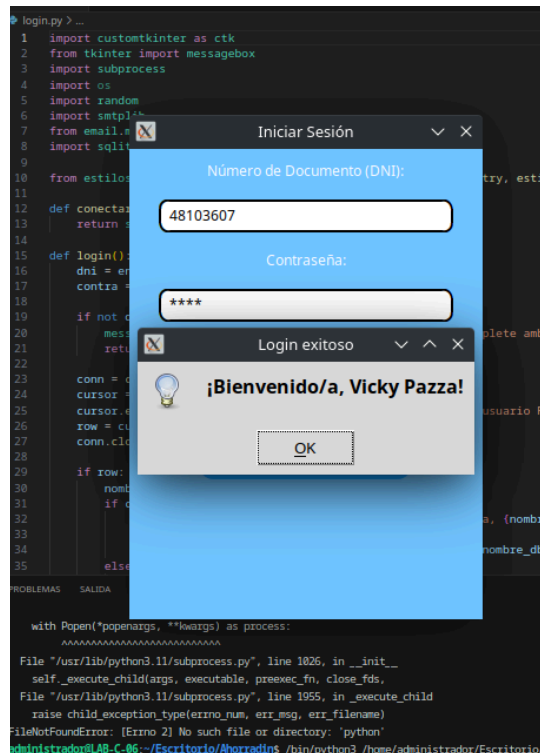 login.py > ...
1 import customtkinter as ctk
2 from tkinter import messagebox
3 import subprocess
4 import os
5 import random
6 import smtplib
7 from email.m
8 import sqlit
9
10 from estilos try, esti
11
12 def conectar
13 return s
14
15 def login():
16 dni = en
17 contra =
18
19 if not d
20 mess plete amb
21 retu
22
23 conn = c
24 cursor =
25 cursor.e usuario
26 row = cu
27 conn.clo
28
29 if row:
30 nomb
31 if c
32 a, {nombr
33
34 nombre_db
35 else
Iniciar Sesión
Número de Documento (DNI):
48103607
Contraseña:
****
Login exitoso
¡Bienvenido/a, Vicky Pazza!
OK
PROBLEMAS SALIDA
with Popen(*popenargs, **kwargs) as process:
^^^^^^^^^^^^^^^^^^^^^^^^^^^
File "/usr/lib/python3.11/subprocess.py", line 1026, in __init__
self._execute_child(args, executable, preexec_fn, close_fds,
File "/usr/lib/python3.11/subprocess.py", line 1955, in _execute_child
raise child_exception_type(errno_num, err_msg, err_filename)
FileNotFoundError: [Errno 2] No such file or directory: 'python'
administrador@LAB-C-06:~/Escritorio/Ahorradin$ /bin/python3 /home/administrador/Escritorio